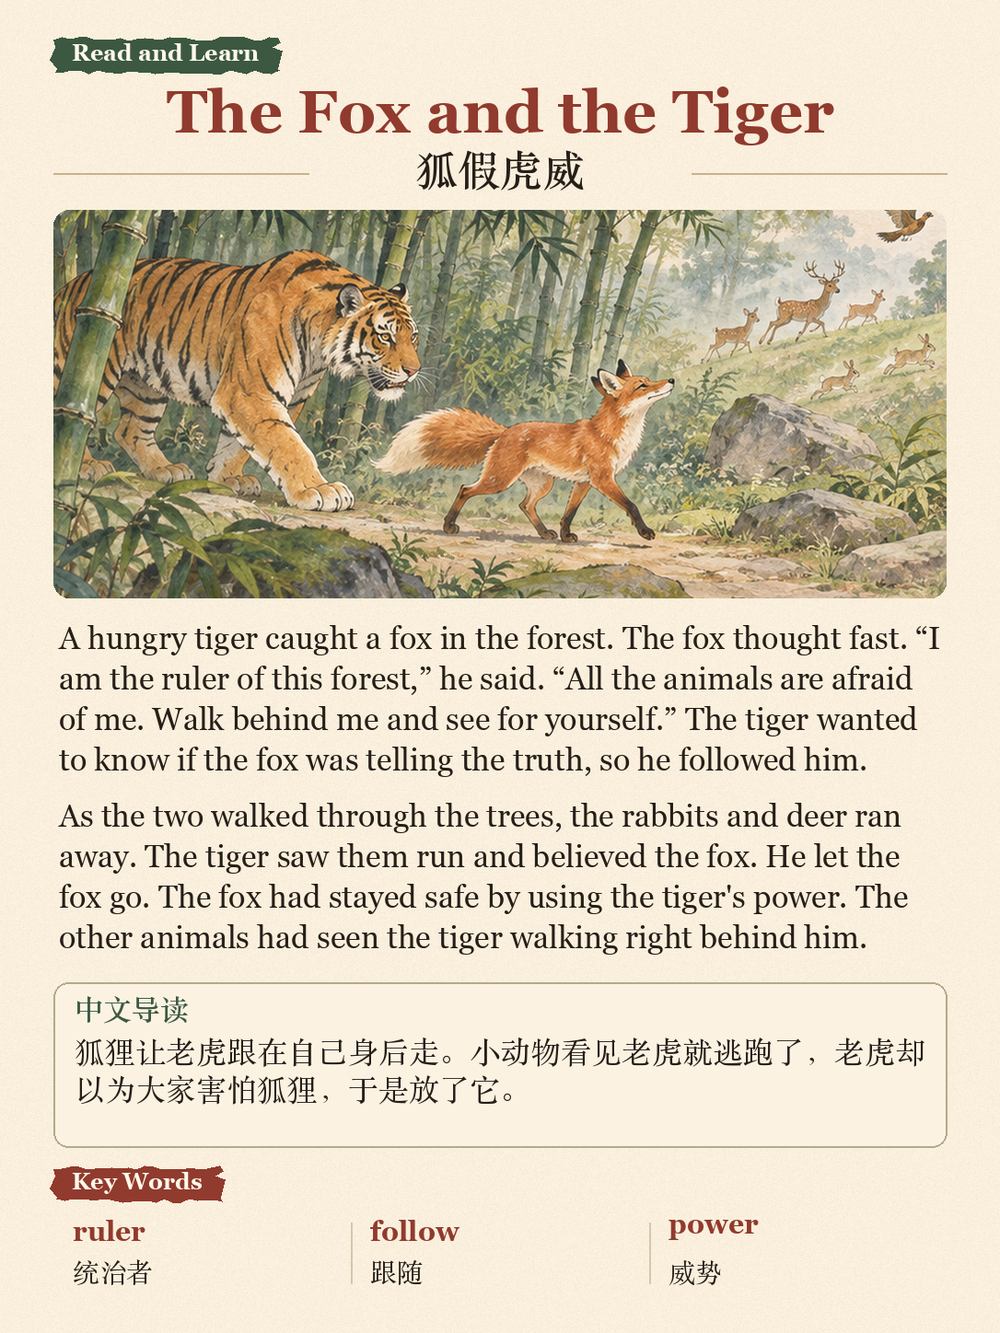 Read and Learn
The Fox and the Tiger
狐假虎威
A hungry tiger caught a fox in the forest. The fox thought fast. “I
am the ruler of this forest,” he said. “All the animals are afraid
of me. Walk behind me and see for yourself.” The tiger wanted
to know if the fox was telling the truth, so he followed him.
As the two walked through the trees, the rabbits and deer ran
away. The tiger saw them run and believed the fox. He let the
fox go. The fox had stayed safe by using the tiger's power. The
other animals had seen the tiger walking right behind him.
中文导读
狐狸让老虎跟在自己身后走。小动物看见老虎就逃跑了，老虎却
以为大家害怕狐狸，于是放了它。
Key Words
ruler
统治者
follow
跟随
power
威势